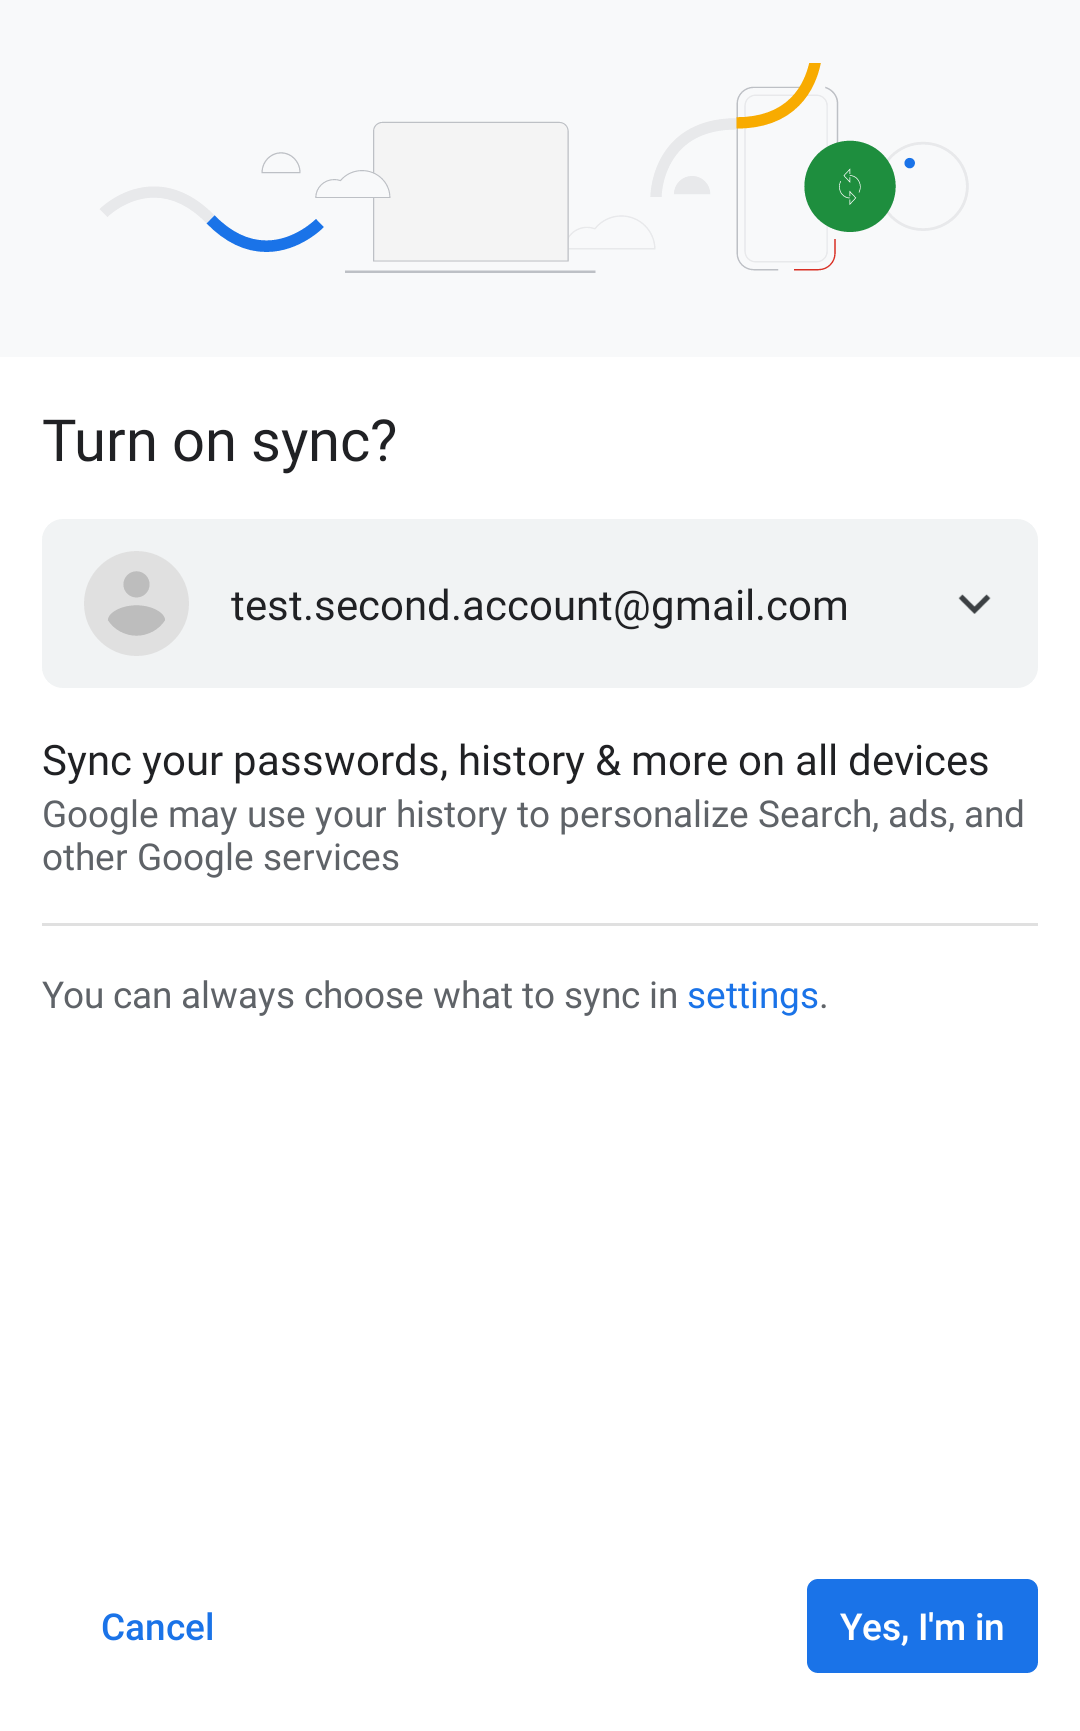 Turn on sync?
test.second.account@gmail.com
Sync your passwords, history & more on all devices
Google may use your history to personalize Search, ads, and
other Google services
You can always choose what to sync in settings.
Cancel
Yes, I'm in